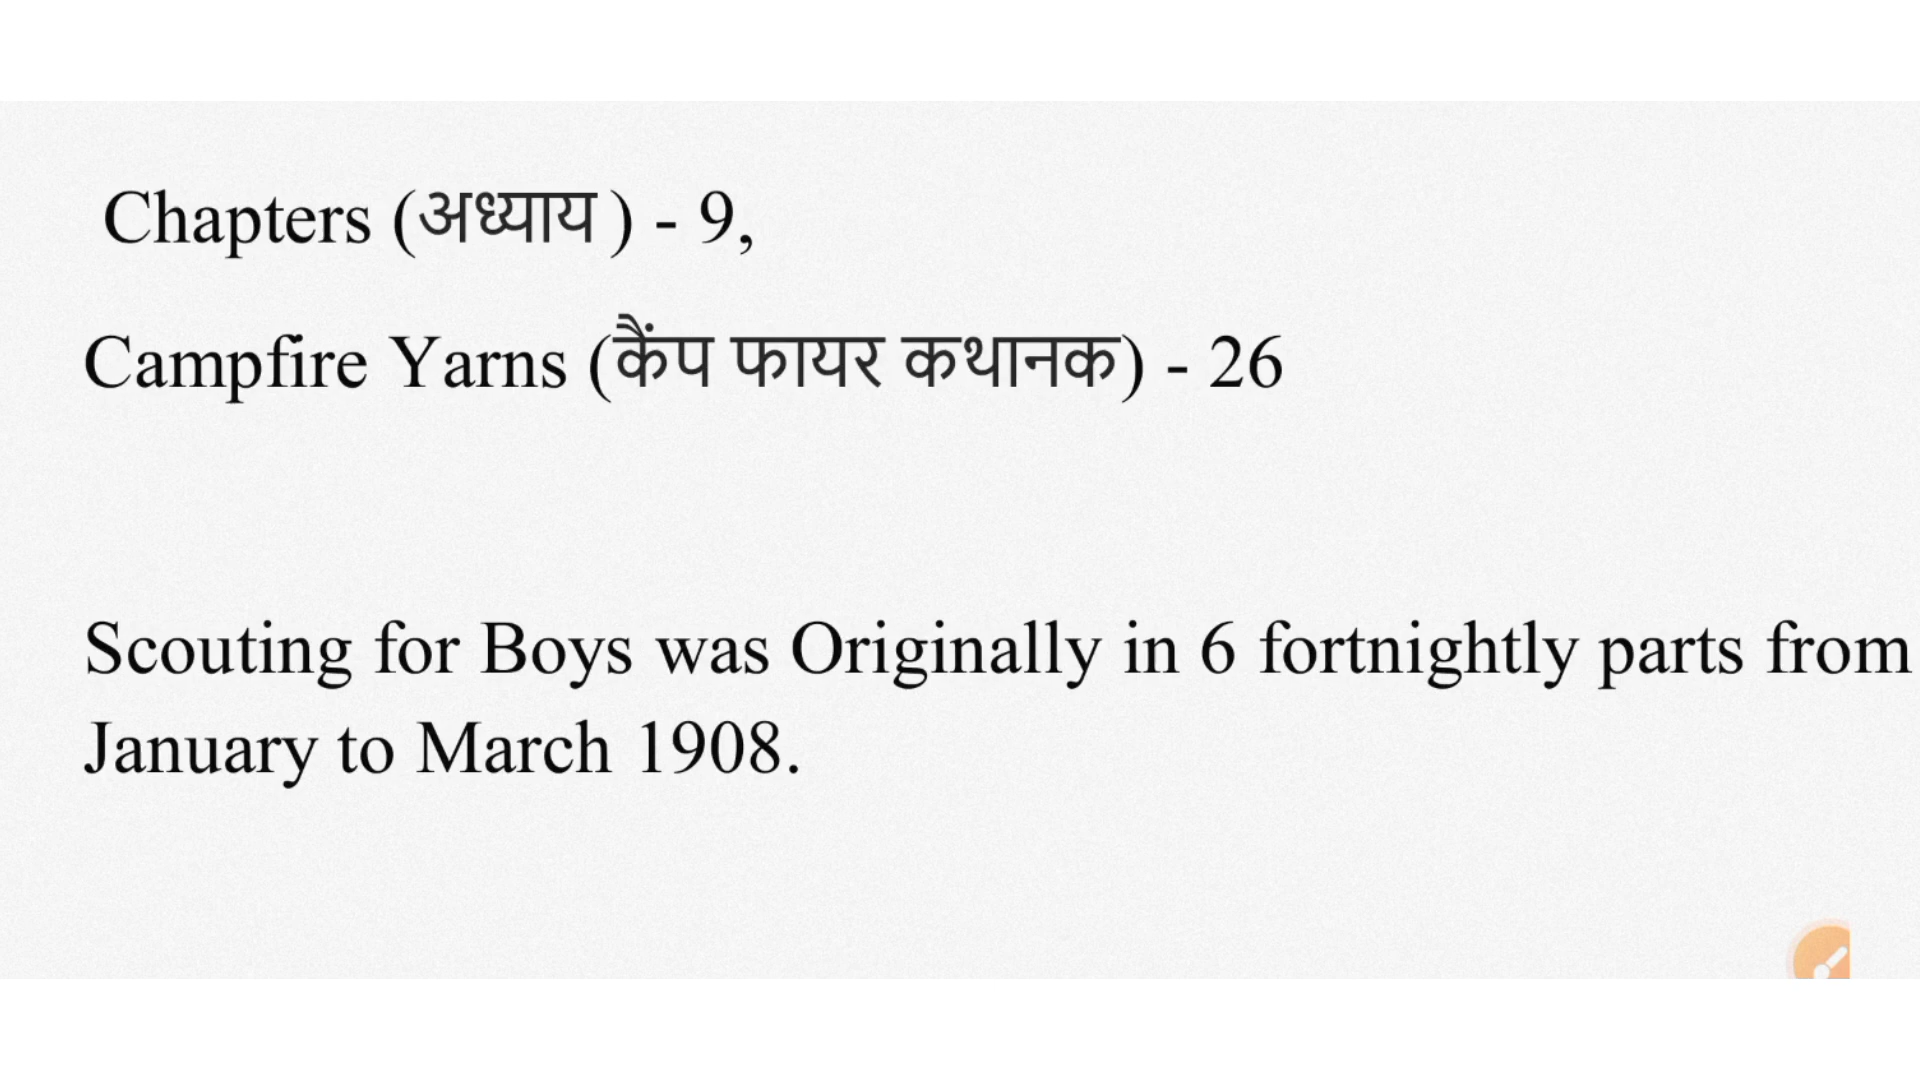 Chapters (अध्याय ) - 9,
Campfire Yarns (कैंप फायर कथानक) - 26
Scouting for Boys was Originally in 6 fortnightly parts from
January to March 1908.